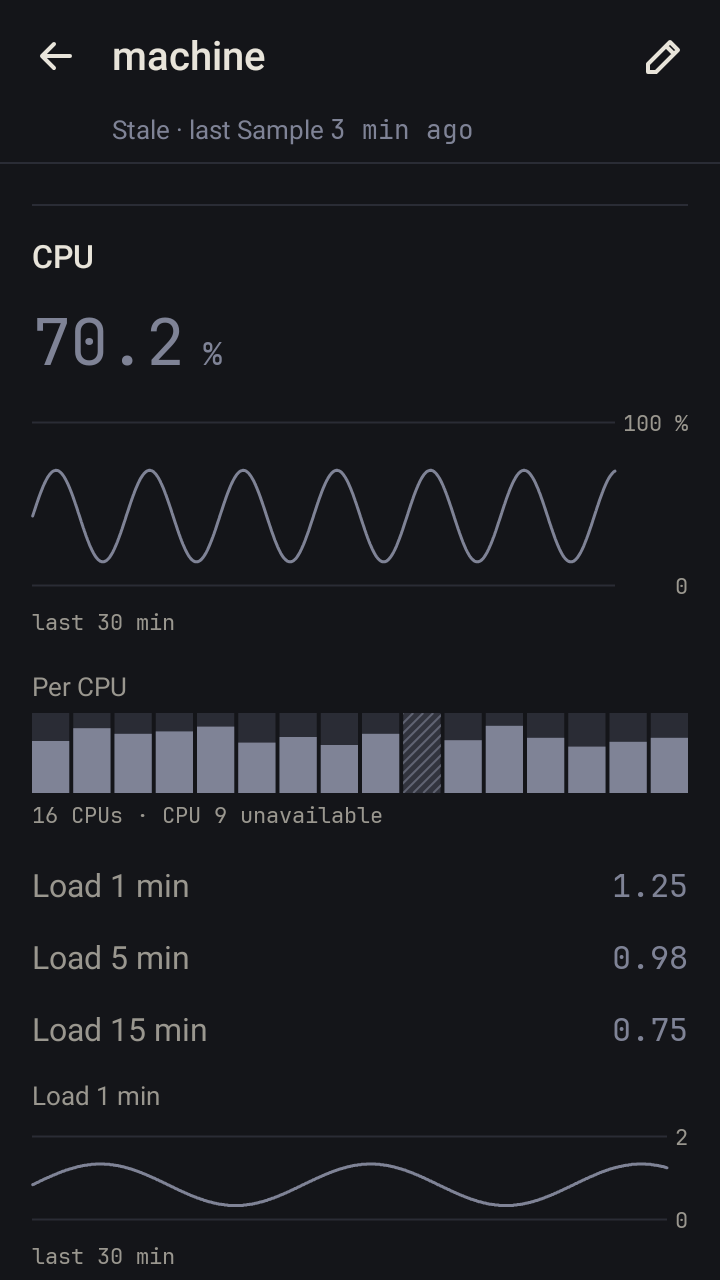 machine
Stale · last Sample 3 min ago
CPU
70.2 %
100 %
0
last 30 min
Per CPU
16 CPUs · CPU 9 unavailable
Load 1 min 1.25
Load 5 min 0.98
Load 15 min 0.75
Load 1 min
2
0
last 30 min